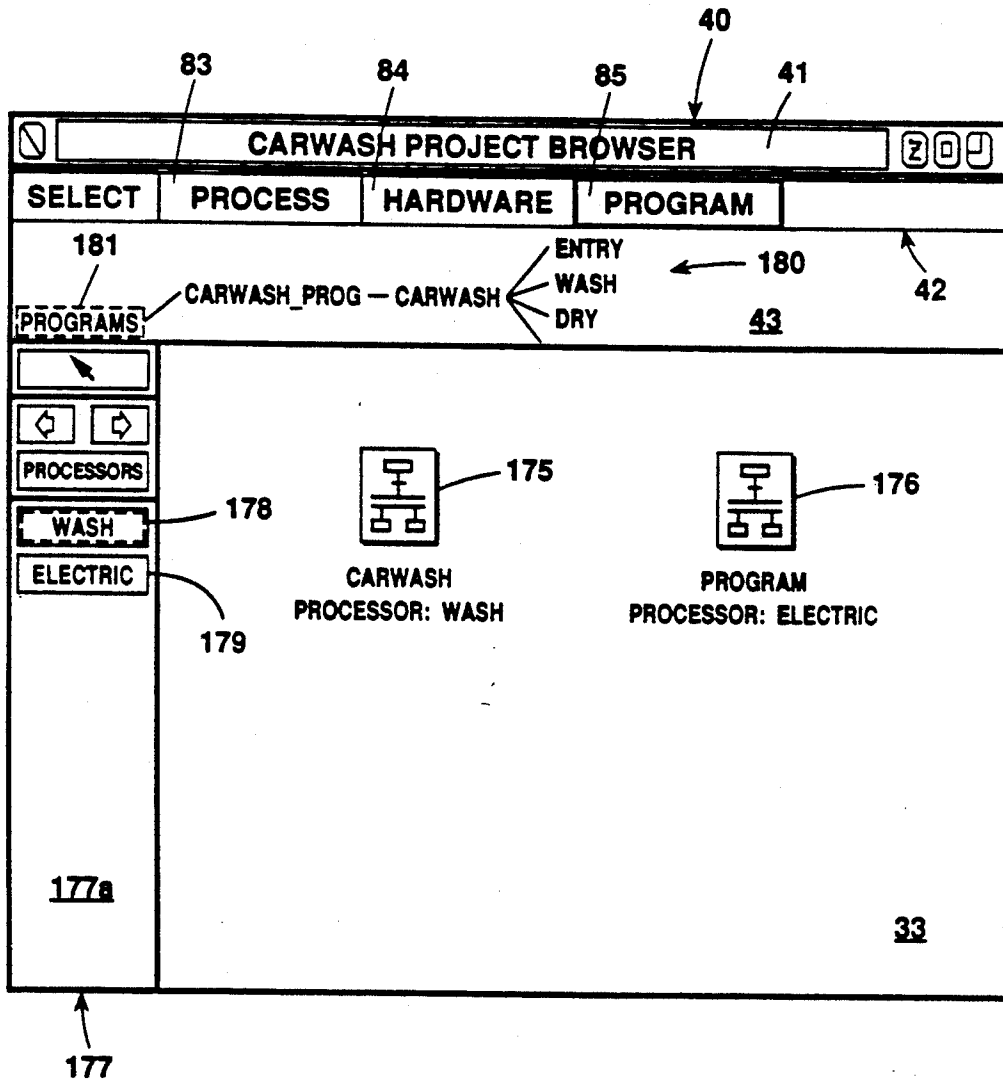 40
83 84 85 41
CARWASH PROJECT BROWSER
Z
SELECT PROCESS HARDWARE PROGRAM
181
ENTRY
180
CARWASH_PROG — CARWASH
WASH
42
PROGRAMS
DRY
43
PROCESSORS
175
176
WASH
178
ELECTRIC
CARWASH
PROCESSOR: WASH
PROGRAM
PROCESSOR: ELECTRIC
179
177a
33
177